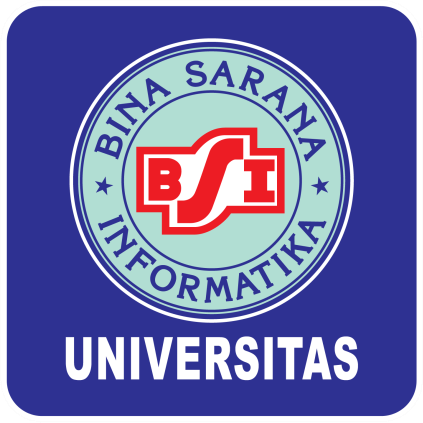 BINA SARANA
BSI
INFORMATIKA
UNIVERSITAS